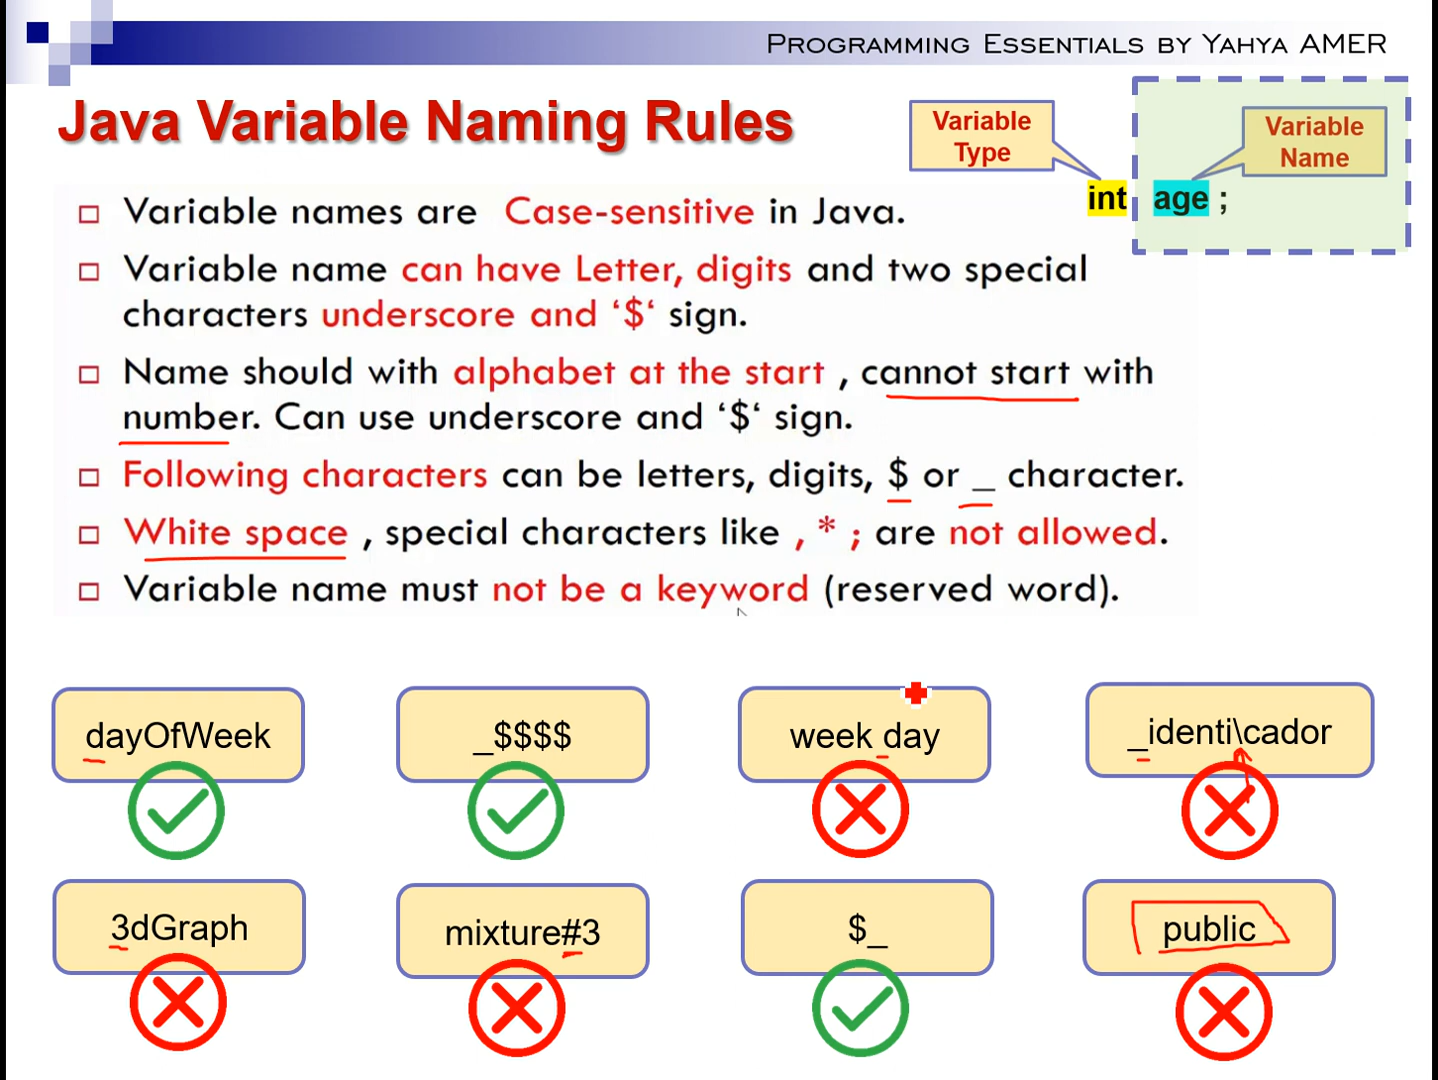 PROGRAMMING ESSENTIALS BY YAHYA AMER
Java Variable Naming Rules
Variable
Type
Variable
Name
int age ;
Variable names are Case-sensitive in Java.
Variable name can have Letter, digits and two special
characters underscore and ‘$‘ sign.
Name should with alphabet at the start , cannot start with
number. Can use underscore and ‘$‘ sign.
Following characters can be letters, digits, $ or _ character.
White space , special characters like , * ; are not allowed.
Variable name must not be a keyword (reserved word).
dayOfWeek
_$$$$
week day
_identi\cador
3dGraph
mixture#3
$_
public